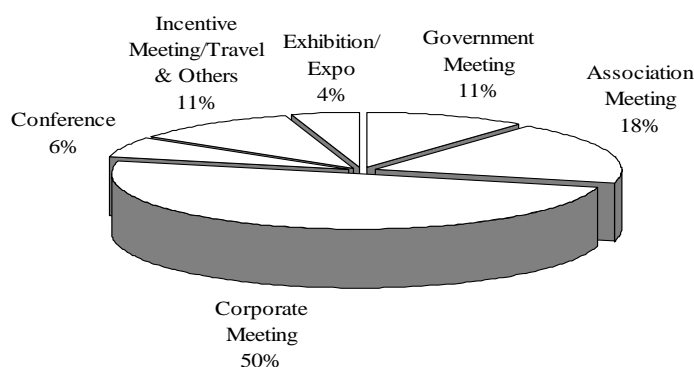 Incentive
Meeting/Travel
& Others
11%
Exhibition/
Expo
4%
Government
Meeting
11%
Association
Meeting
18%
Conference
6%
Corporate
Meeting
50%